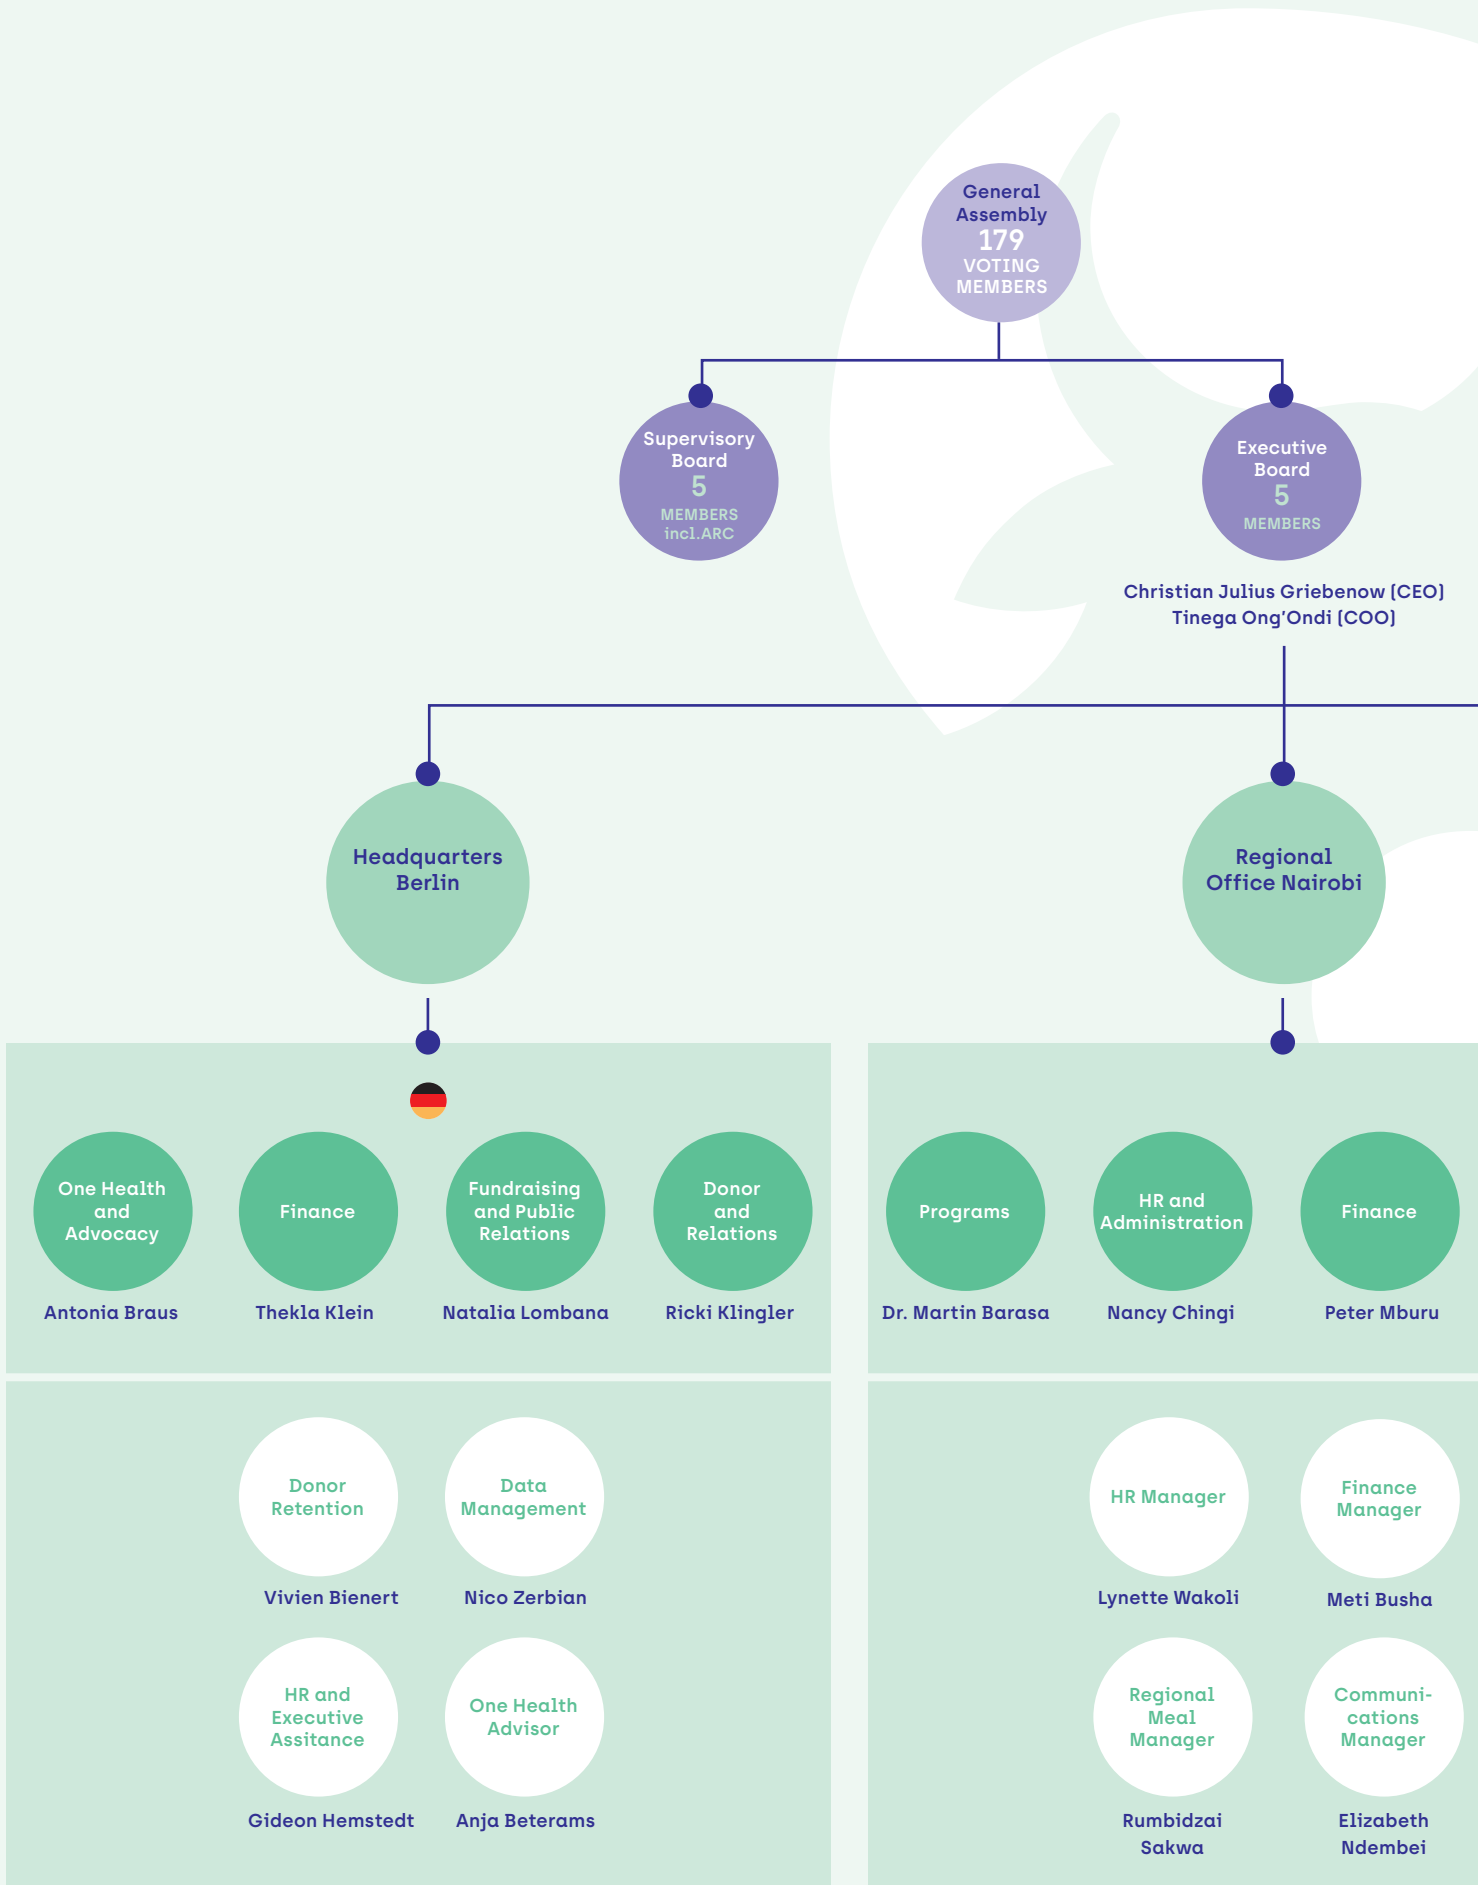 General
Assembly
179
VOTING
MEMBERS
Supervisory
Board
5
MEMBERS
incl.ARC
Executive
Board
5
MEMBERS
Christian Julius Griebenow (CEO)
Tinega Ong'Ondi (COO)
Headquarters
Berlin
Regional
Office Nairobi
One Health
and
Advocacy
Antonia Braus
Finance
Thekla Klein
Fundraising
and Public
Relations
Natalia Lombana
Donor
and
Relations
Ricki Klingler
Programs
Dr. Martin Barasa
HR and
Administration
Nancy Chingi
Finance
Peter Mburu
Donor
Retention
Vivien Bienert
Data
Management
Nico Zerbian
HR and
Executive
Assitance
Gideon Hemstedt
One Health
Advisor
Anja Beterams
HR Manager
Lynette Wakoli
Finance
Manager
Meti Busha
Regional
Meal
Manager
Rumbidzai
Sakwa
Communi-
cations
Manager
Elizabeth
Ndembei